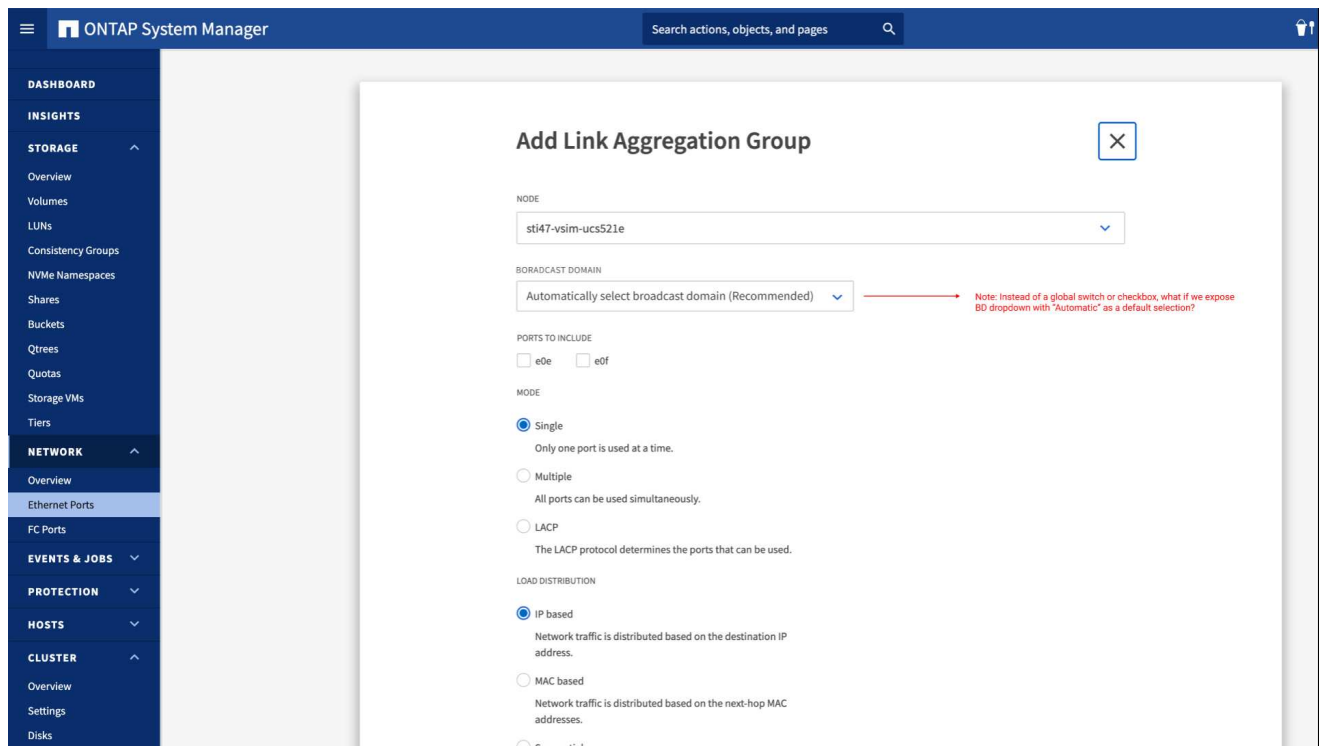 ONTAP System Manager
Search actions, objects, and pages
DASHBOARD
INSIGHTS
STORAGE
Overview
Volumes
LUNs
Consistency Groups
NVMe Namespaces
Shares
Buckets
Qtrees
Quotas
Storage VMs
Tiers
NETWORK
Overview
Ethernet Ports
FC Ports
EVENTS & JOBS
PROTECTION
HOSTS
CLUSTER
Overview
Settings
Disks
Add Link Aggregation Group
NODE
sti47-vsim-ucs521e
BORADCAST DOMAIN
Automatically select broadcast domain (Recommended)
Note: Instead of a global switch or checkbox, what if we expose
BD dropdown with "Automatic" as a default selection?
PORTS TO INCLUDE
e0e e0f
MODE
Single
Only one port is used at a time.
Multiple
All ports can be used simultaneously.
LACP
The LACP protocol determines the ports that can be used.
LOAD DISTRIBUTION
IP based
Network traffic is distributed based on the destination IP
address.
MAC based
Network traffic is distributed based on the next-hop MAC
addresses.